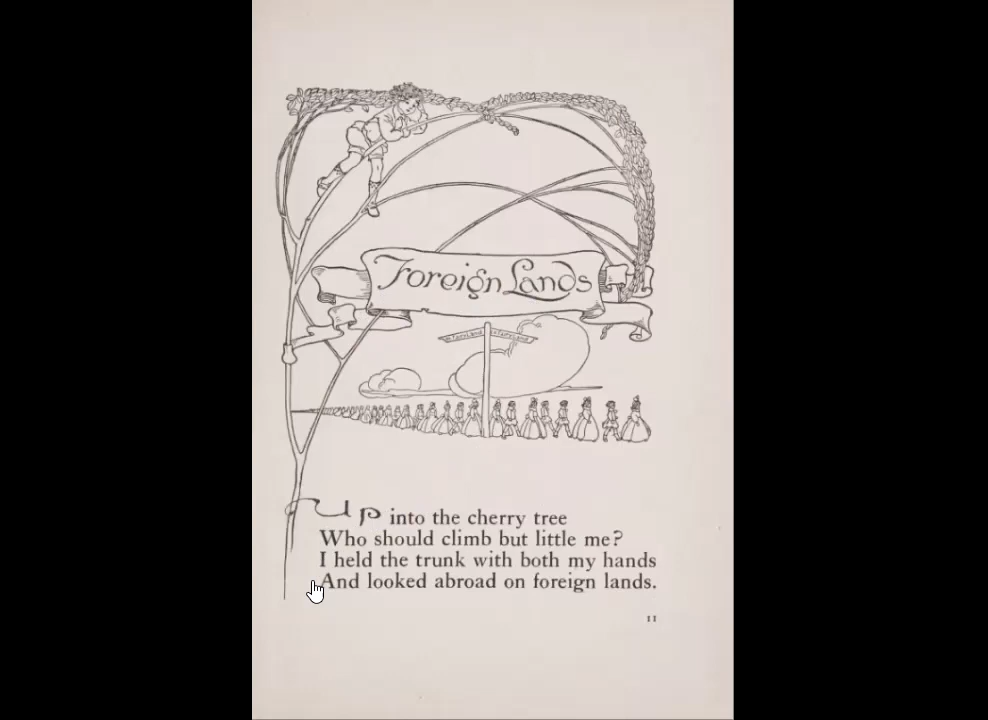 Foreign Lands
Up into the cherry tree
Who should climb but little me?
I held the trunk with both my hands
And looked abroad on foreign lands.
11